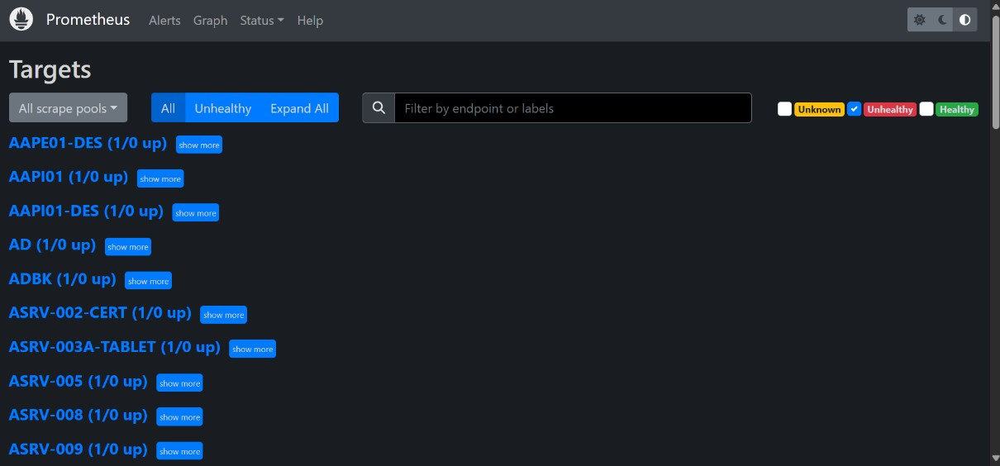 Prometheus Alerts Graph Status Help
Targets
All scrape pools All Unhealthy Expand All Filter by endpoint or labels Unknown Unhealthy Healthy
AAPE01-DES (1/0 up) show more
AAPI01 (1/0 up) show more
AAPI01-DES (1/0 up) show more
AD (1/0 up) show more
ADBK (1/0 up) show more
ASRV-002-CERT (1/0 up) show more
ASRV-003A-TABLET (1/0 up) show more
ASRV-005 (1/0 up) show more
ASRV-008 (1/0 up) show more
ASRV-009 (1/0 up) show more